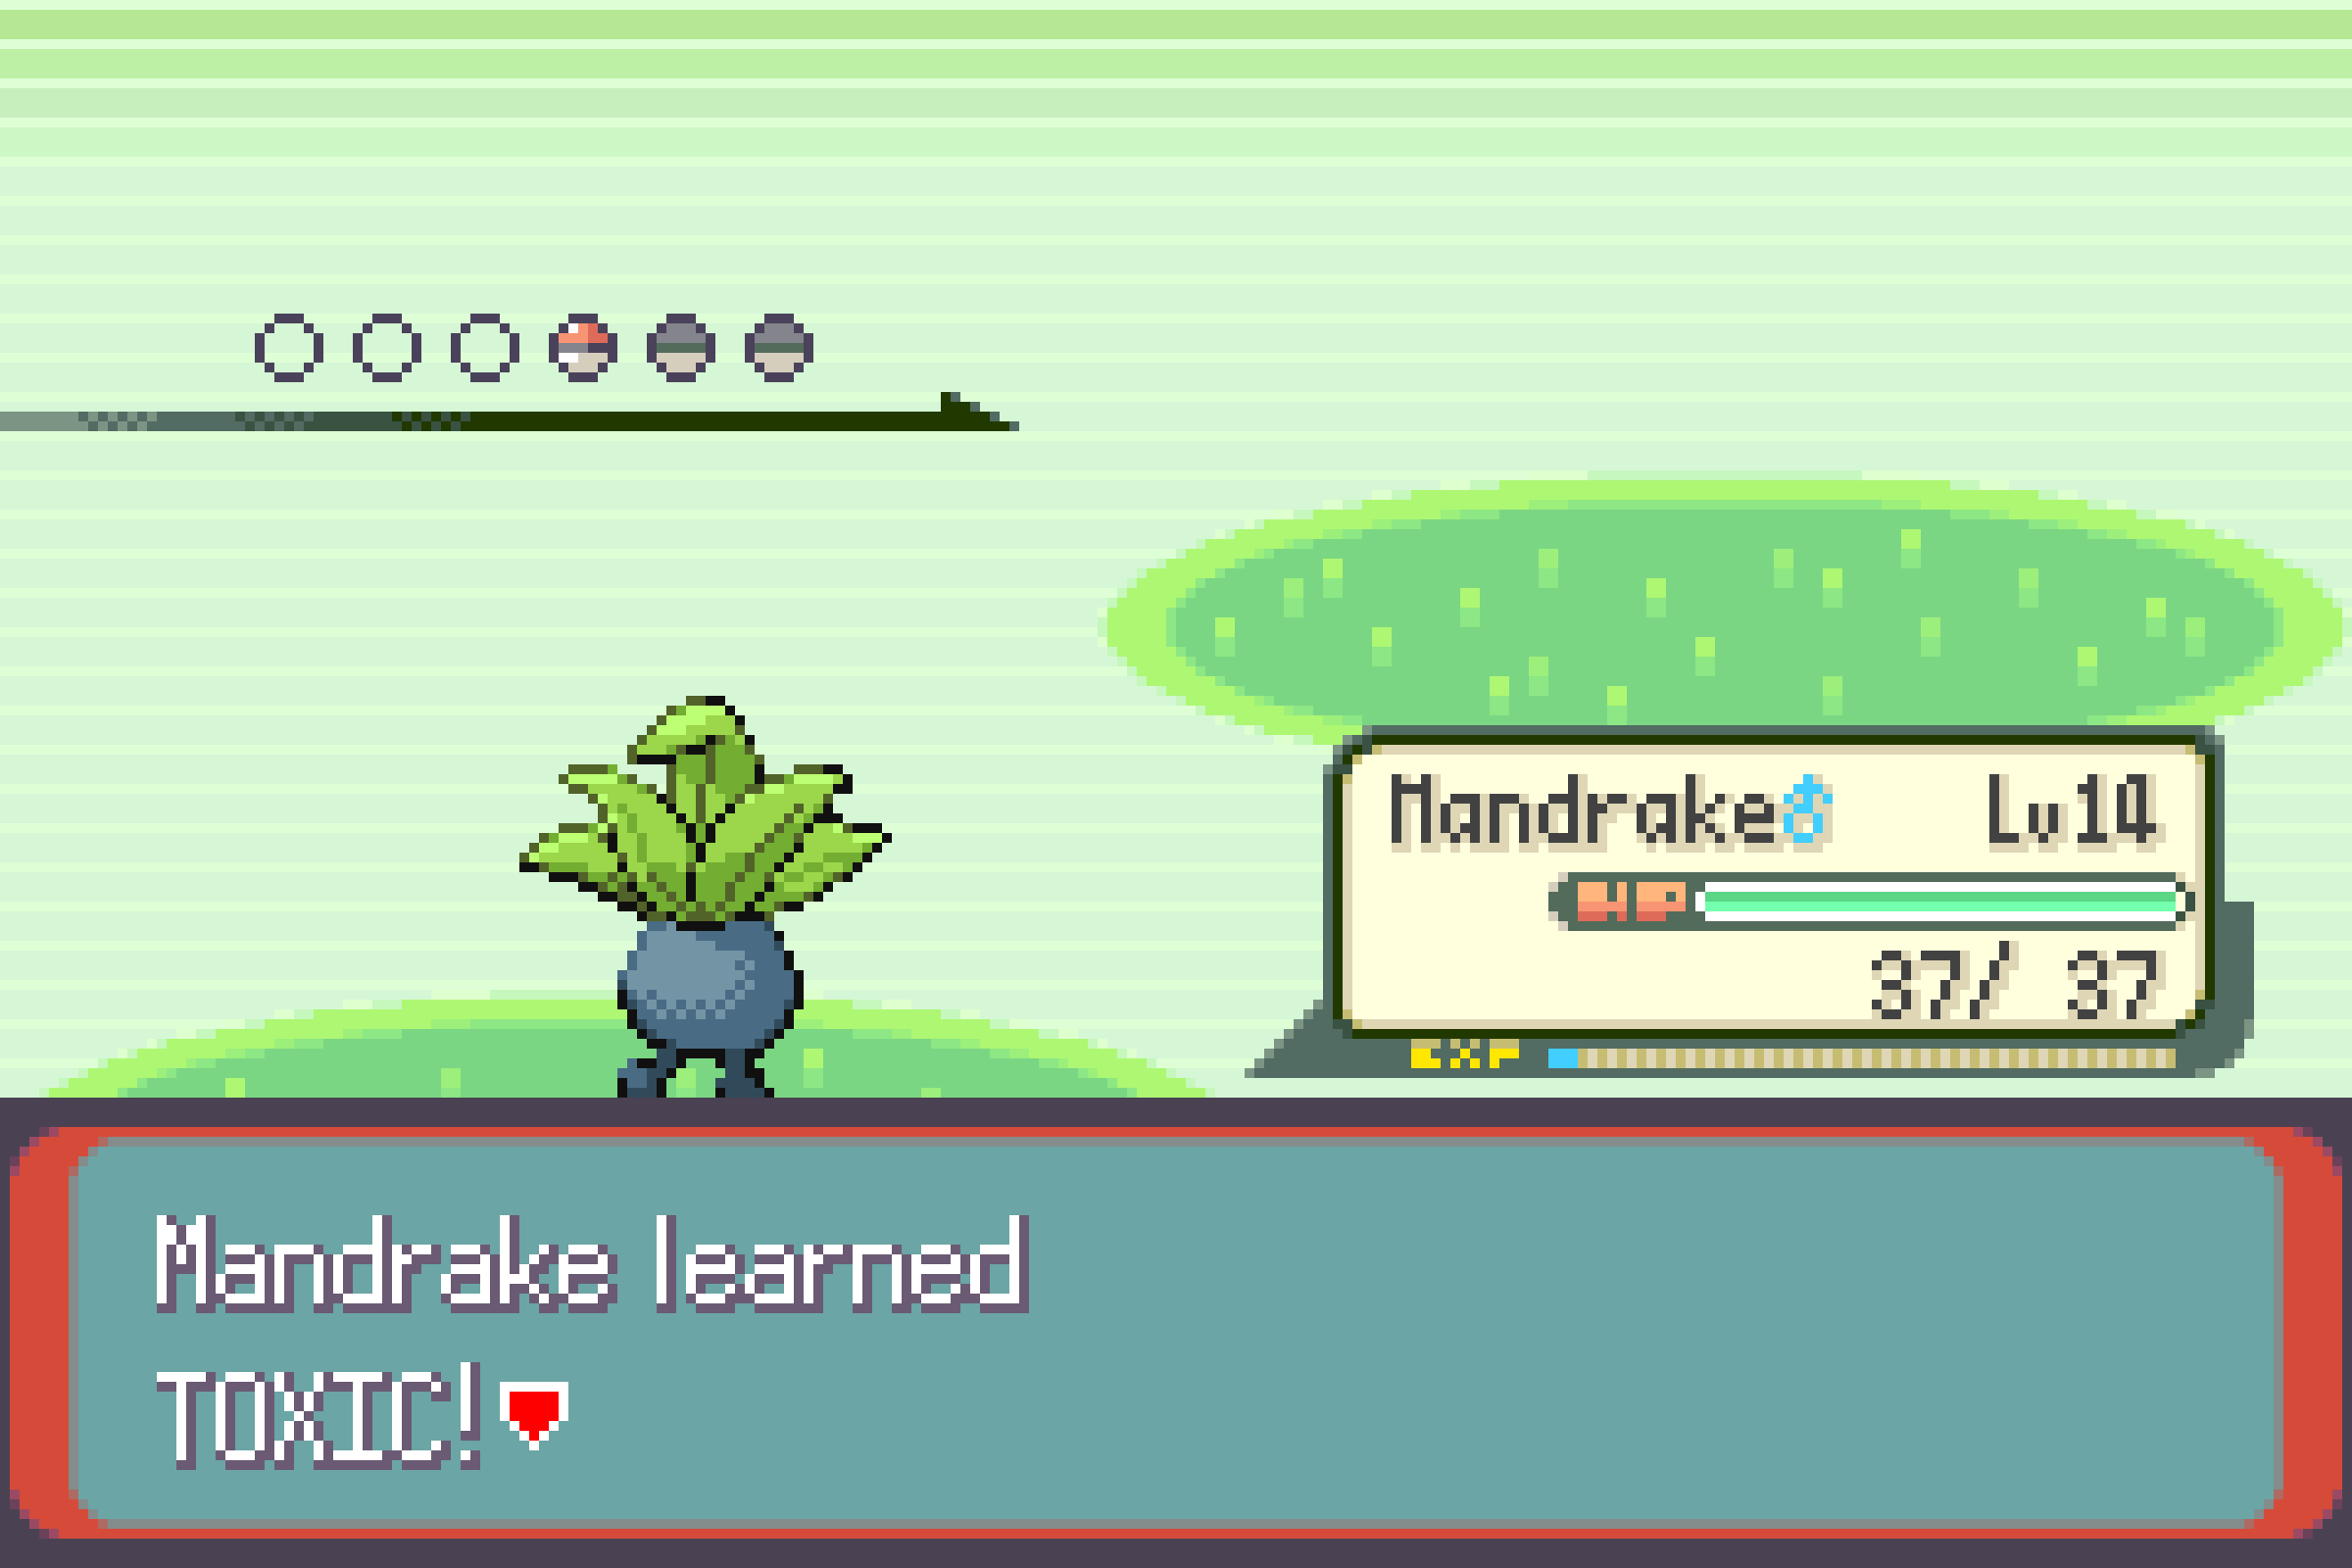 Mandrake♂ Lv14
HP
37/ 37
EXP
Mandrake learned
TOXIC!